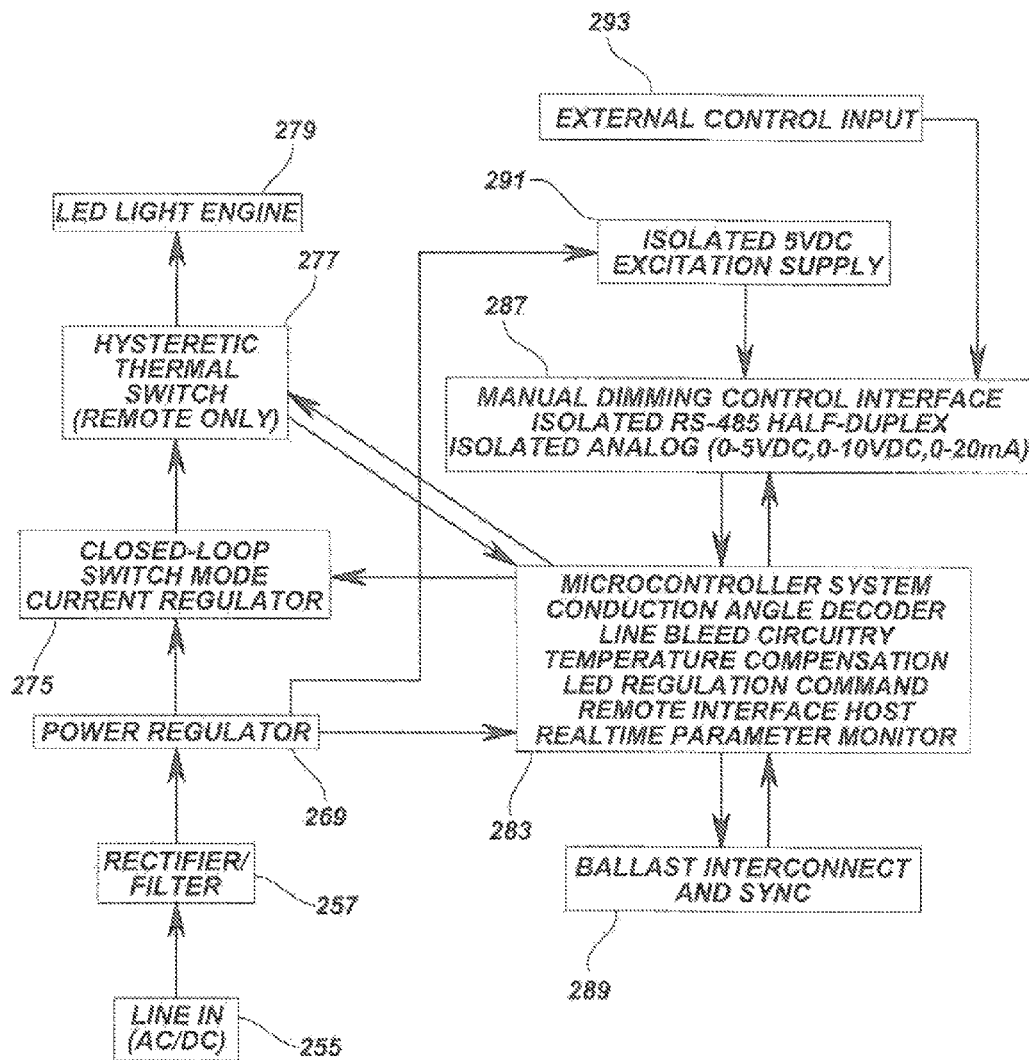 293
EXTERNAL CONTROL INPUT
279
LED LIGHT ENGINE
291
ISOLATED 5VDC
EXCITATION SUPPLY
277
HYSTERETIC
THERMAL
SWITCH
(REMOTE ONLY)
287
MANUAL DIMMING CONTROL INTERFACE
ISOLATED RS-485 HALF-DUPLEX
ISOLATED ANALOG (0-5VDC,0-10VDC,0-20mA)
CLOSED-LOOP
SWITCH MODE
CURRENT REGULATOR
275
MICROCONTROLLER SYSTEM
CONDUCTION ANGLE DECODER
LINE BLEED CIRCUITRY
TEMPERATURE COMPENSATION
LED REGULATION COMMAND
REMOTE INTERFACE HOST
REALTIME PARAMETER MONITOR
283
POWER REGULATOR
269
RECTIFIER/
FILTER
257
BALLAST INTERCONNECT
AND SYNC
289
LINE IN
(AC/DC)
255